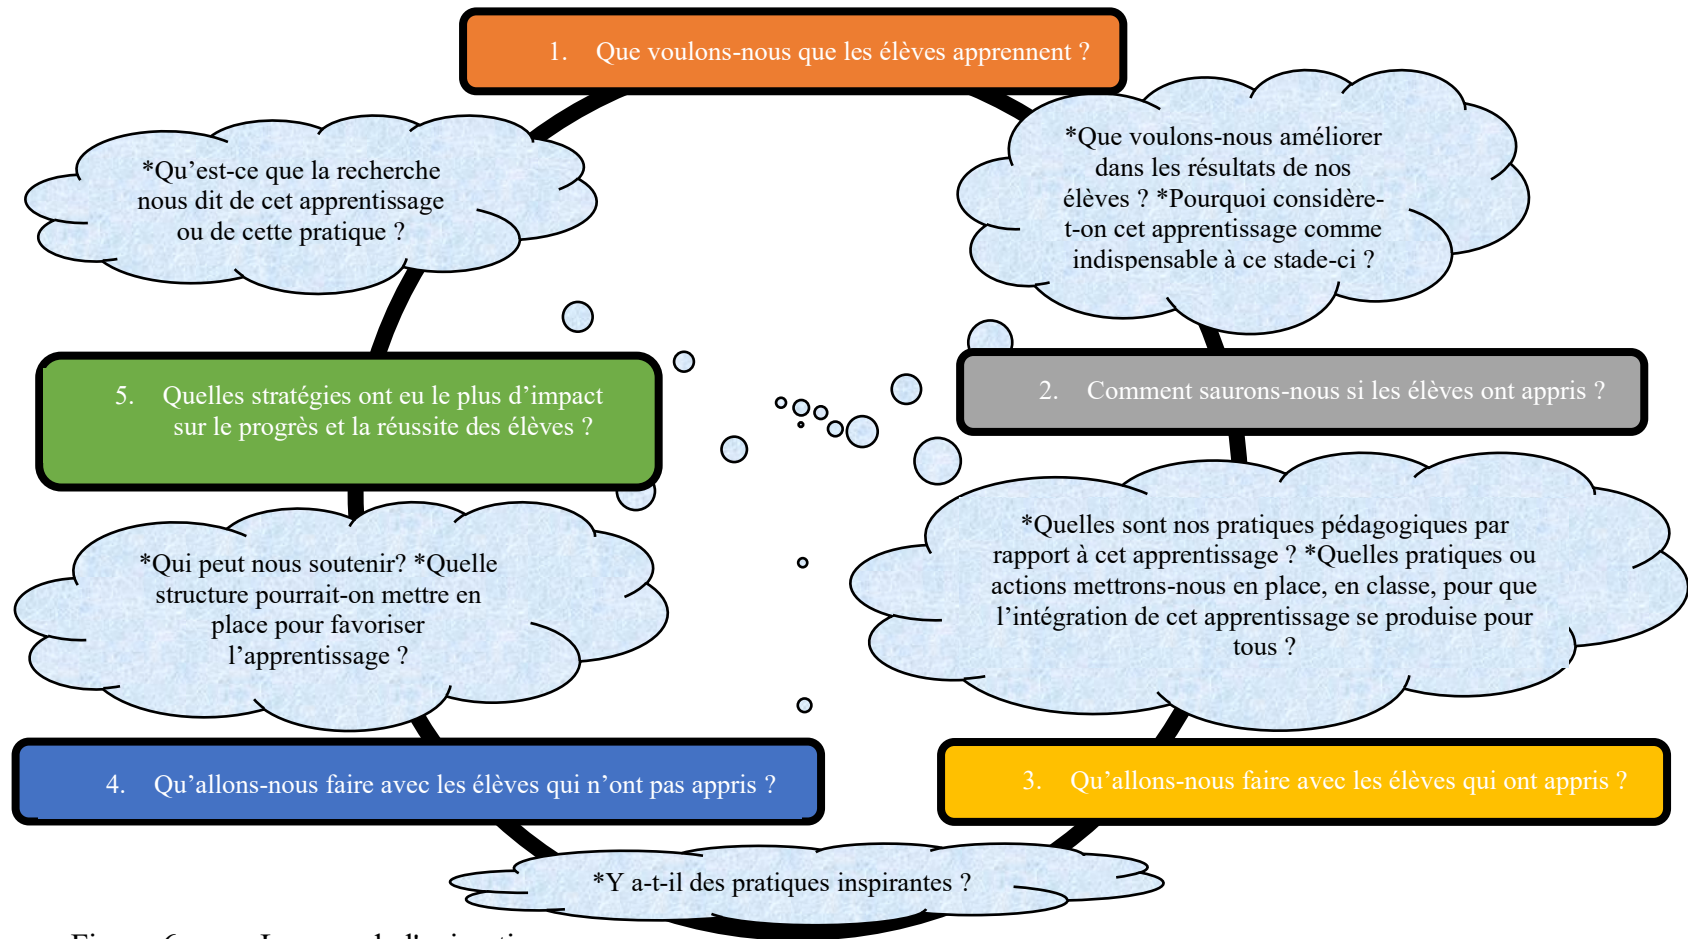 1. Que voulons-nous que les élèves apprennent ?
*Que voulons-nous améliorer
dans les résultats de nos
élèves ? *Pourquoi considère-
t-on cet apprentissage comme
indispensable à ce stade-ci ?
2. Comment saurons-nous si les élèves ont appris ?
*Quelles sont nos pratiques pédagogiques par
rapport à cet apprentissage ? *Quelles pratiques ou
actions mettrons-nous en place, en classe, pour que
l’intégration de cet apprentissage se produise pour
tous ?
3. Qu’allons-nous faire avec les élèves qui ont appris ?
*Y a-t-il des pratiques inspirantes ?
4. Qu’allons-nous faire avec les élèves qui n’ont pas appris ?
*Qui peut nous soutenir? *Quelle
structure pourrait-on mettre en
place pour favoriser
l’apprentissage ?
5. Quelles stratégies ont eu le plus d’impact
sur le progrès et la réussite des élèves ?
*Qu’est-ce que la recherche
nous dit de cet apprentissage
ou de cette pratique ?